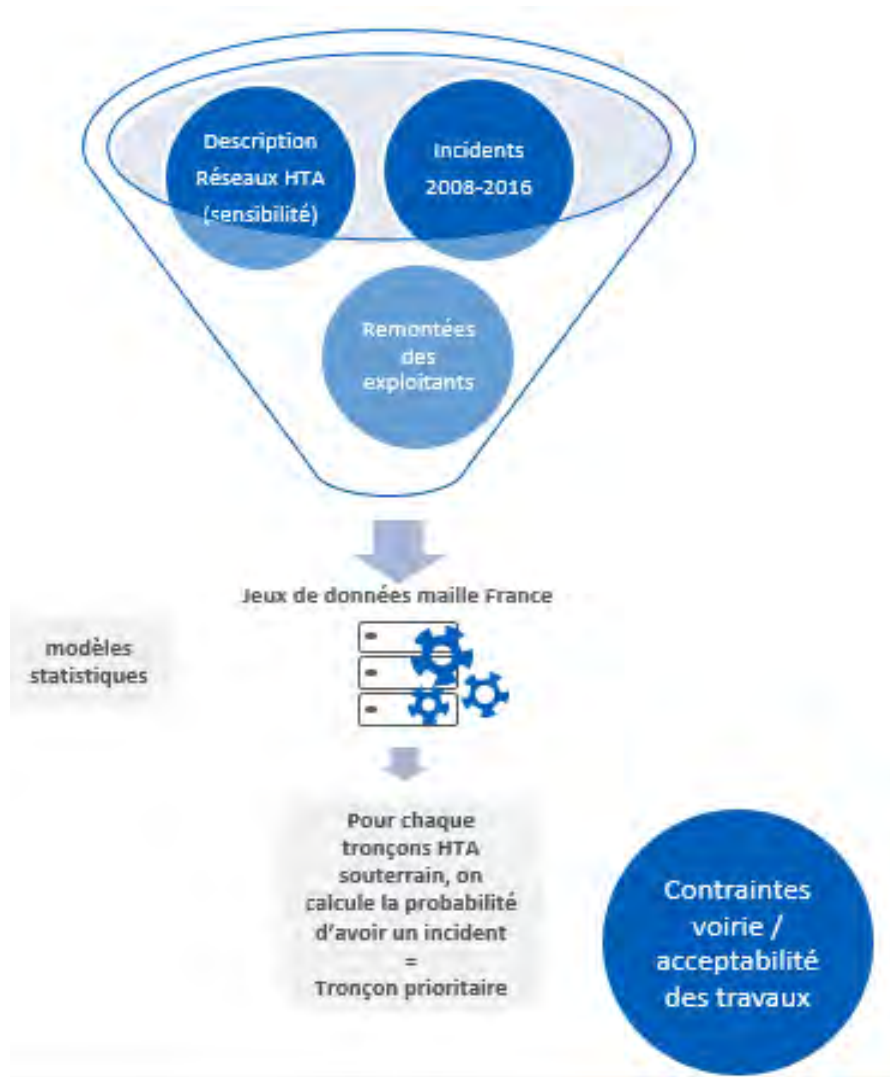 Description
Réseaux HTA
(sensibilité)
Incidents
2008-2016
Remontées
des
exploitants
Jeux de données maille France
modèles
statistiques
Pour chaque
tronçons HTA
souterrain, on
calcule la probabilité
d'avoir un incident
=
Tronçon prioritaire
Contraintes
voirie /
acceptabilité
des travaux